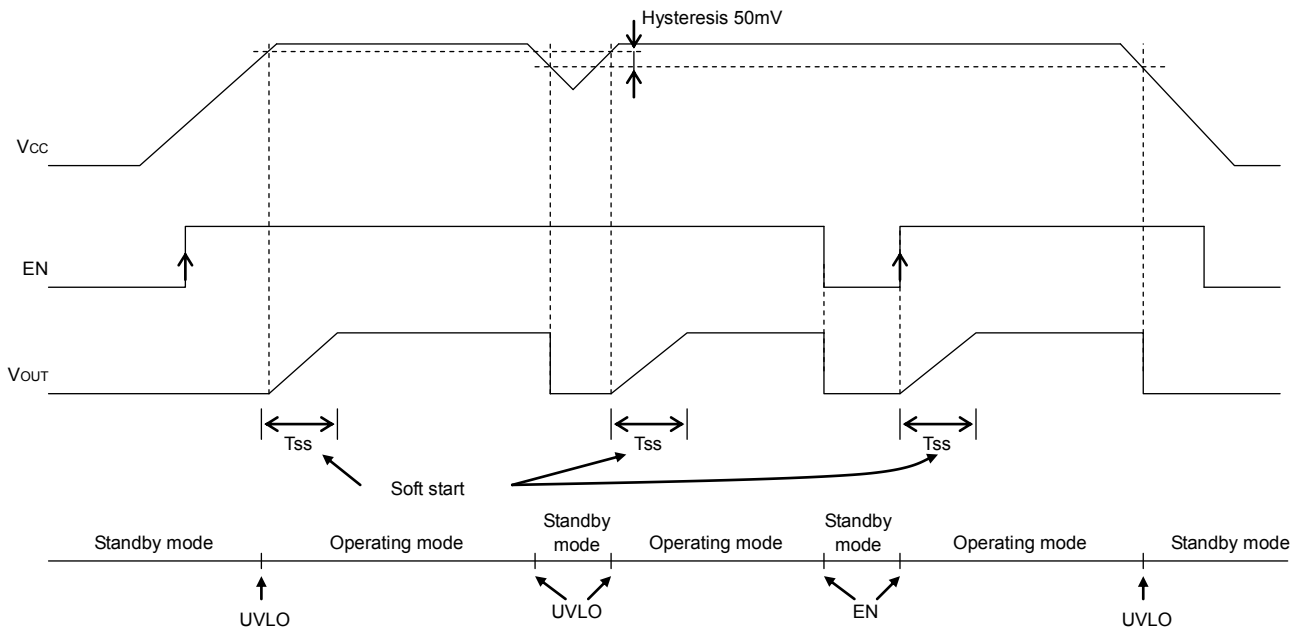 Hysteresis 50mV
VCC
EN
VOUT
Tss
Tss
Tss
Soft start
Standby mode
Operating mode
Standby
mode
Operating mode
Standby
mode
Operating mode
Standby mode
UVLO
UVLO
EN
UVLO